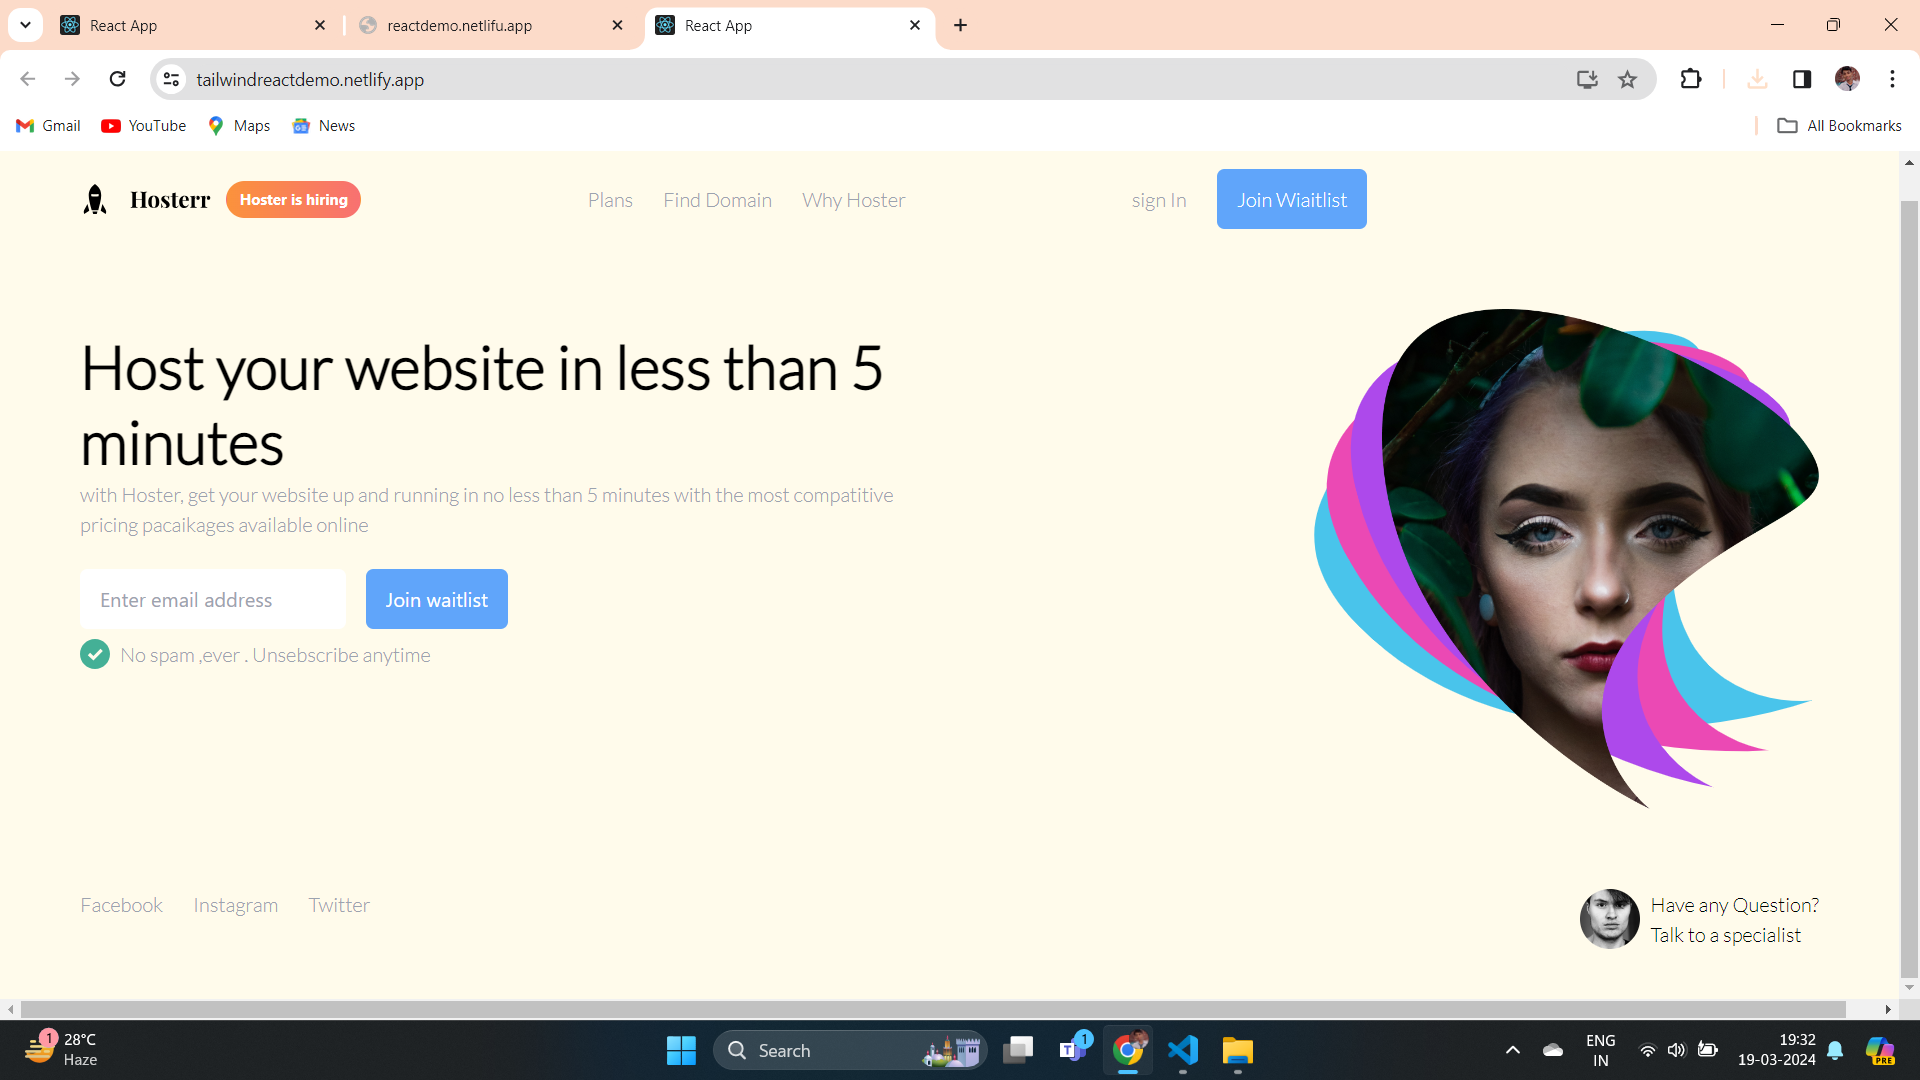 React App
reactdemo.netlifu.app
React App
tailwindreactdemo.netlify.app
Gmail
YouTube
Maps
News
All Bookmarks
Hosterr
Hoster is hiring
Plans
Find Domain
Why Hoster
sign In
Join Wiaitlist
Host your website in less than 5
minutes
with Hoster, get your website up and running in no less than 5 minutes with the most compatitive
pricing pacaikages available online
Enter email address
Join waitlist
No spam ,ever . Unsebscribe anytime
Facebook
Instagram
Twitter
Have any Question?
Talk to a specialist
1
28°C
Haze
Search
1
ENG
IN
19:32
19-03-2024
PRE